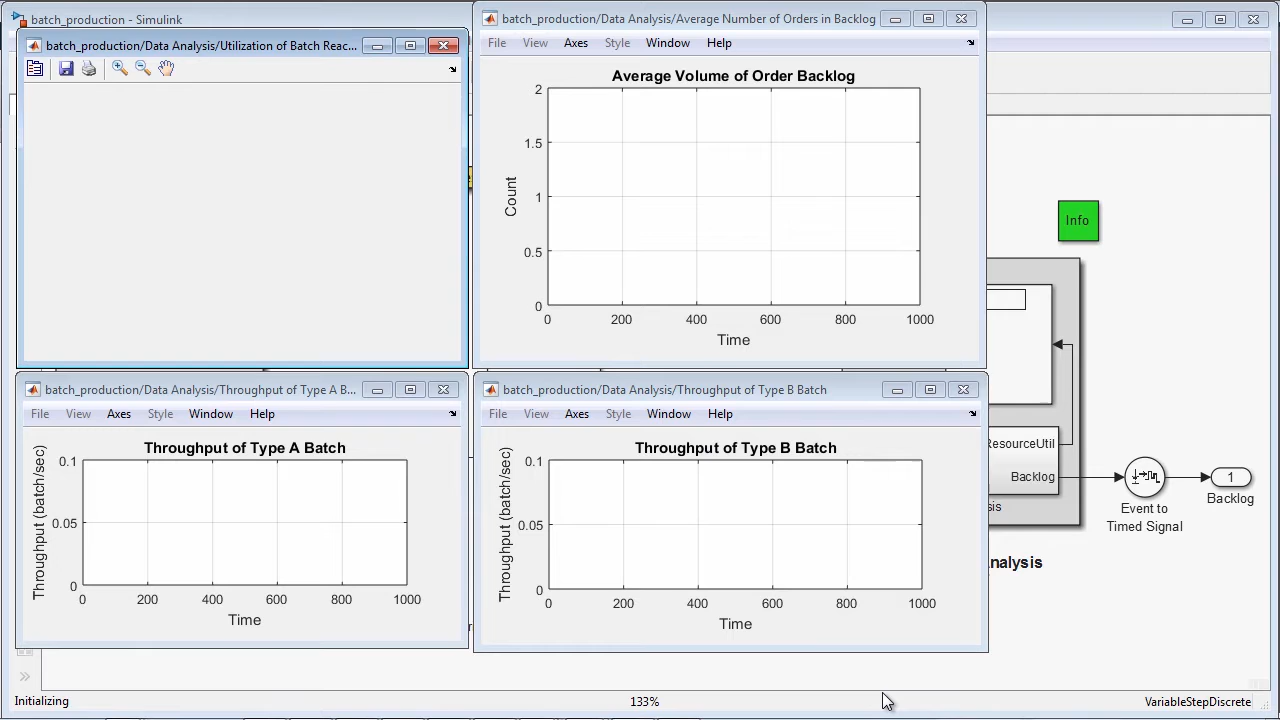 batch_production - Simulink
batch_production/Data Analysis/Utilization of Batch Reac...
batch_production/Data Analysis/Average Number of Orders in Backlog
File View Axes Style Window Help
Average Volume of Order Backlog
2
1.5
1
0.5
0
Count
0 200 400 600 800 1000
Time
Info
batch_production/Data Analysis/Throughput of Type A B...
File View Axes Style Window Help
Throughput of Type A Batch
0.1
0.05
0
Throughput (batch/sec)
0 200 400 600 800 1000
Time
batch_production/Data Analysis/Throughput of Type B Batch
File View Axes Style Window Help
Throughput of Type B Batch
0.1
0.05
0
Throughput (batch/sec)
0 200 400 600 800 1000
Time
ResourceUtil
Backlog
sis
Event to
Timed Signal
1
Backlog
nalysis
Initializing 133% VariableStepDiscrete